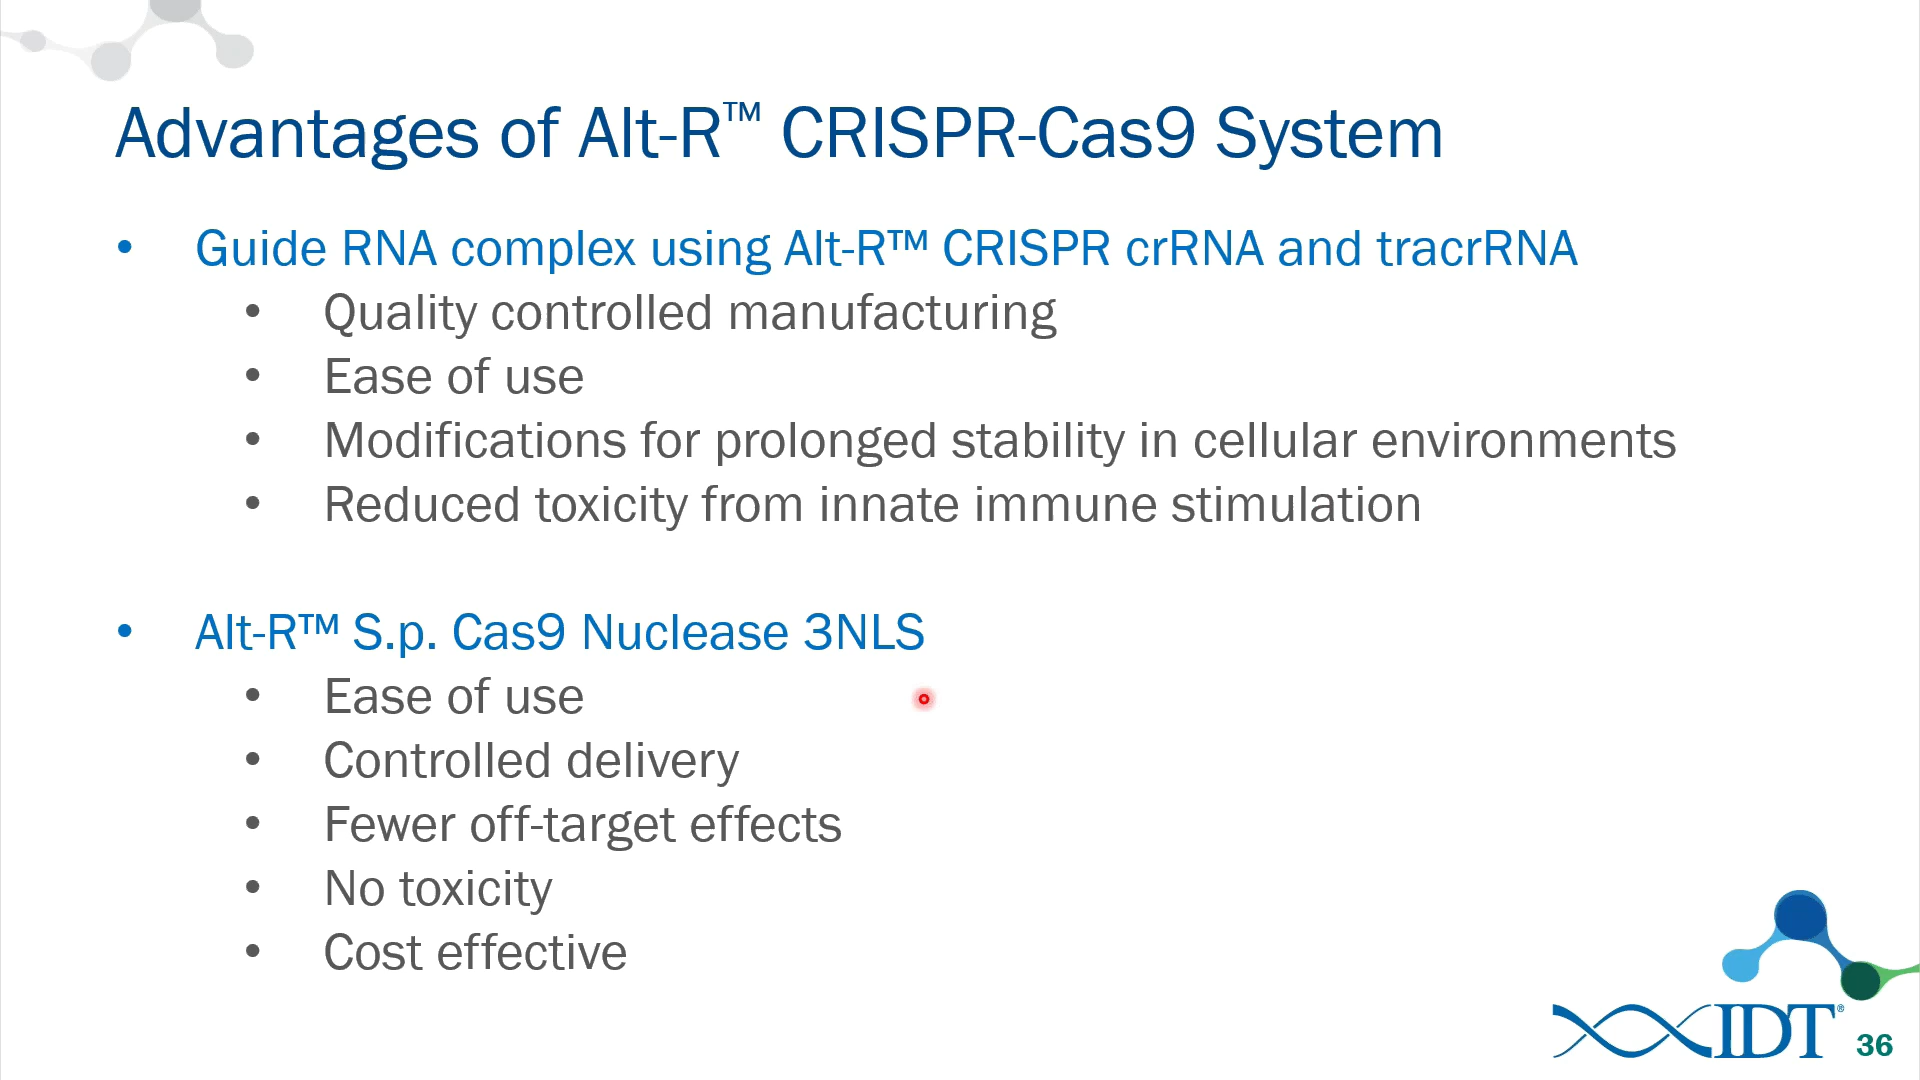 Advantages of Alt-R™ CRISPR-Cas9 System
• Guide RNA complex using Alt-R™ CRISPR crRNA and tracrRNA
• Quality controlled manufacturing
• Ease of use
• Modifications for prolonged stability in cellular environments
• Reduced toxicity from innate immune stimulation
• Alt-R™ S.p. Cas9 Nuclease 3NLS
• Ease of use
• Controlled delivery
• Fewer off-target effects
• No toxicity
• Cost effective
IDT®
36